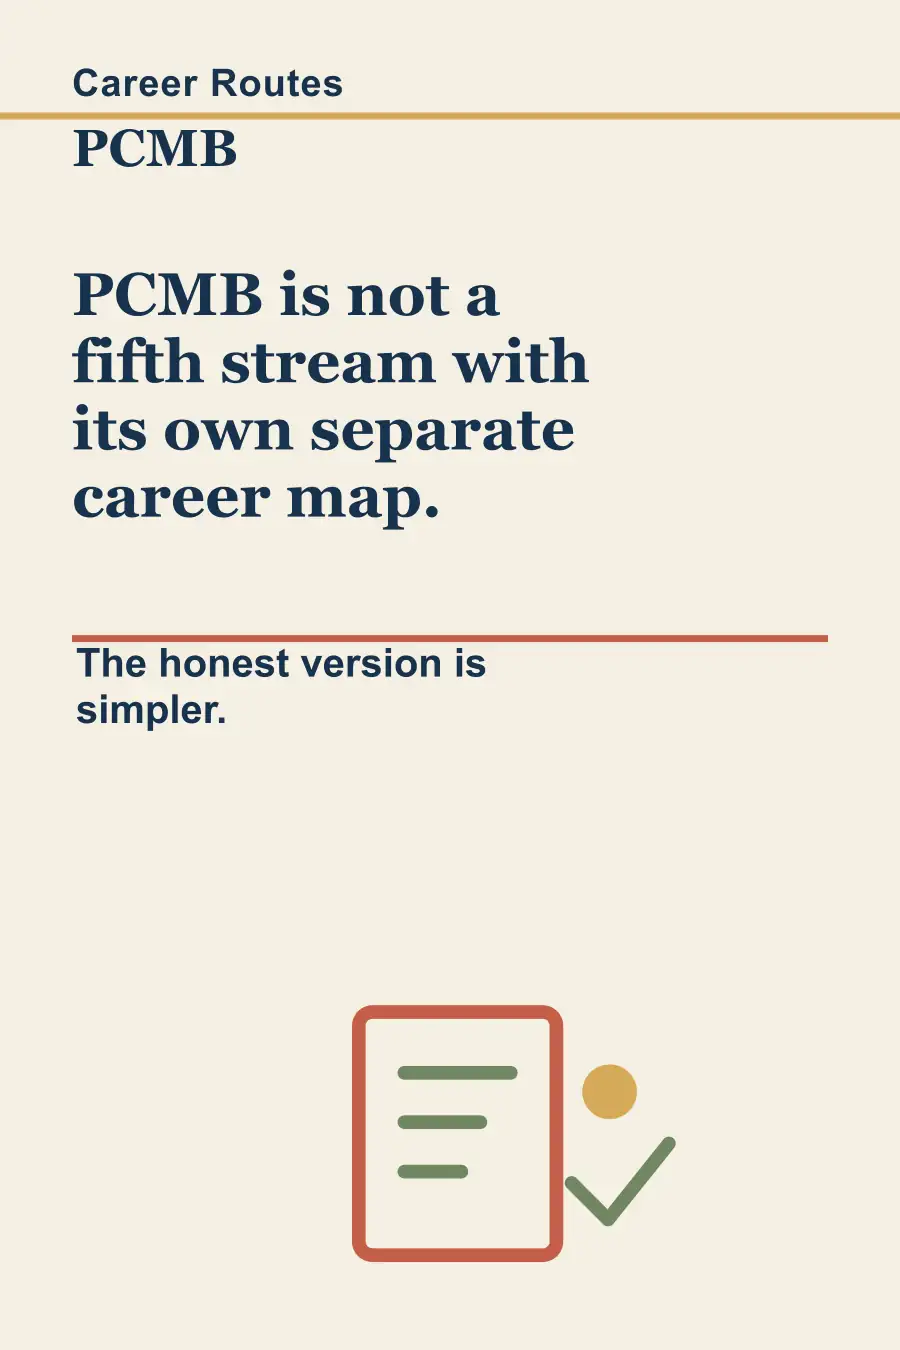 Career Routes
PCMB
PCMB is not a
fifth stream with
its own separate
career map.
The honest version is
simpler.